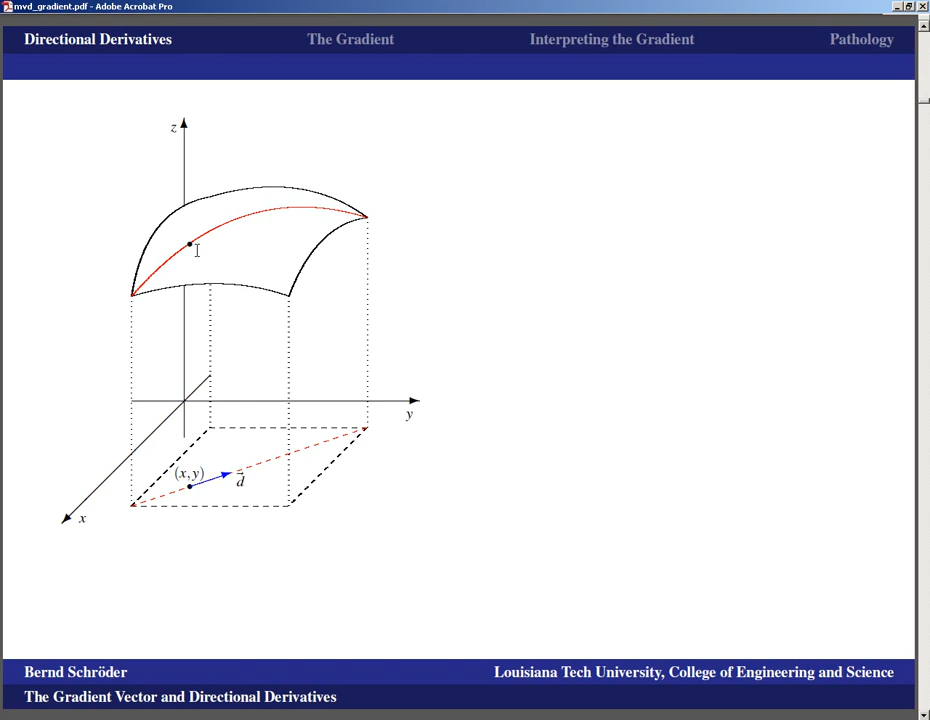 mvd_gradient.pdf - Adobe Acrobat Pro
Directional Derivatives The Gradient Interpreting the Gradient Pathology
z
y
(x, y)
d⃗
x
Bernd Schröder Louisiana Tech University, College of Engineering and Science
The Gradient Vector and Directional Derivatives